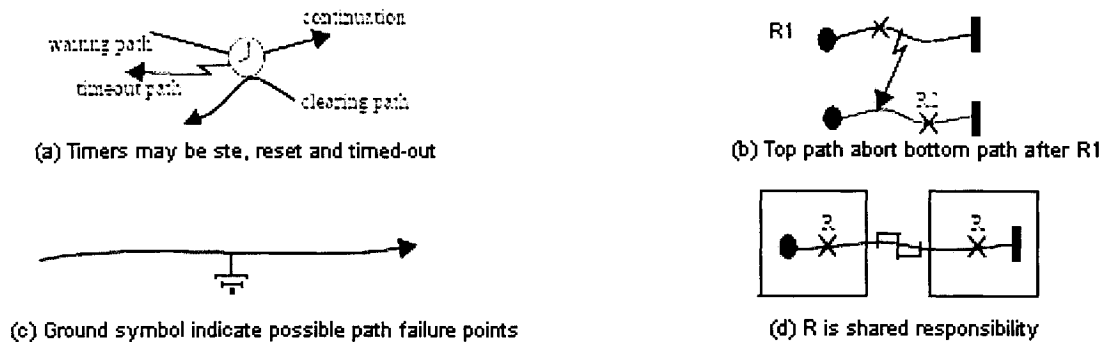 continuation
waiting path
timeout path
clearing path
(a) Timers may be ste, reset and timed-out
R1
R2
(b) Top path abort bottom path after R1
(c) Ground symbol indicate possible path failure points
R
R
(d) R is shared responsibility